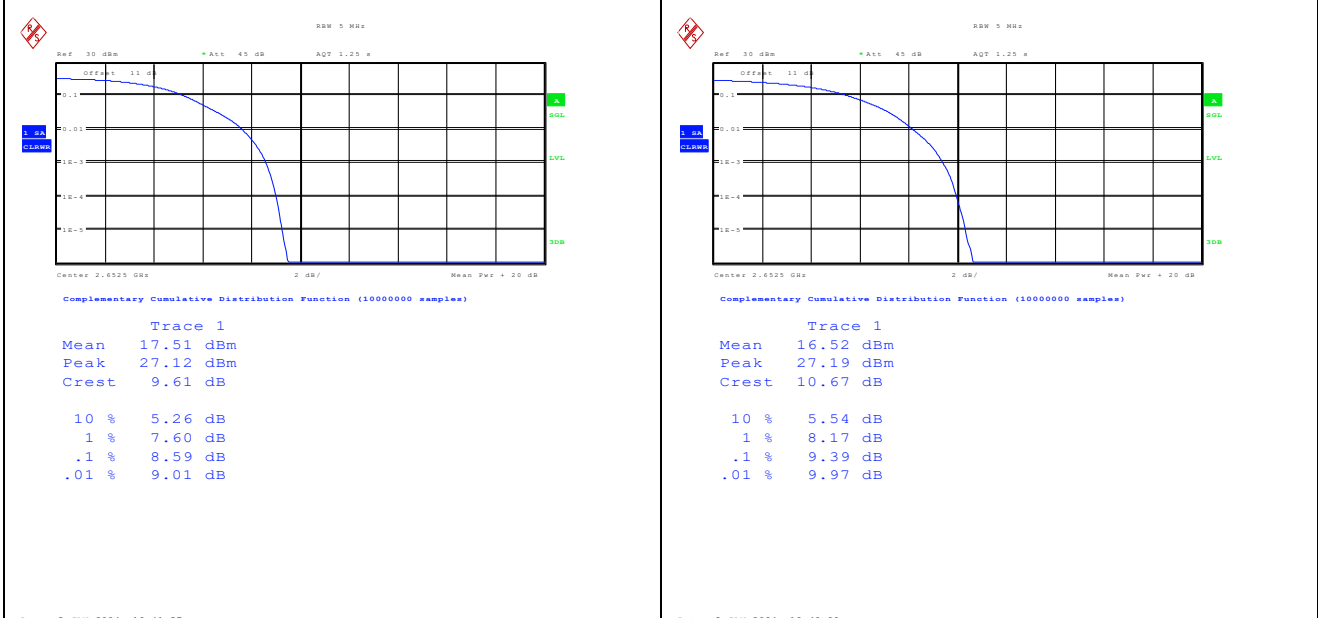 R S
RBW 5 MHz
Ref 30 dBm
* Att 45 dB
AQT 1.25 s
Offset 11 dB
0.1
A
SGL
0.01
1 SA
CLRWR
1E-3
LVL
1E-4
1E-5
3DB
Center 2.6525 GHz
2 dB/
Mean Pwr + 20 dB
Complementary Cumulative Distribution Function (10000000 samples)
Trace 1
Mean 17.51 dBm
Peak 27.12 dBm
Crest 9.61 dB
10 % 5.26 dB
1 % 7.60 dB
.1 % 8.59 dB
.01 % 9.01 dB
R S
RBW 5 MHz
Ref 30 dBm
* Att 45 dB
AQT 1.25 s
Offset 11 dB
0.1
A
SGL
0.01
1 SA
CLRWR
1E-3
LVL
1E-4
1E-5
3DB
Center 2.6525 GHz
2 dB/
Mean Pwr + 20 dB
Complementary Cumulative Distribution Function (10000000 samples)
Trace 1
Mean 16.52 dBm
Peak 27.19 dBm
Crest 10.67 dB
10 % 5.54 dB
1 % 8.17 dB
.1 % 9.39 dB
.01 % 9.97 dB